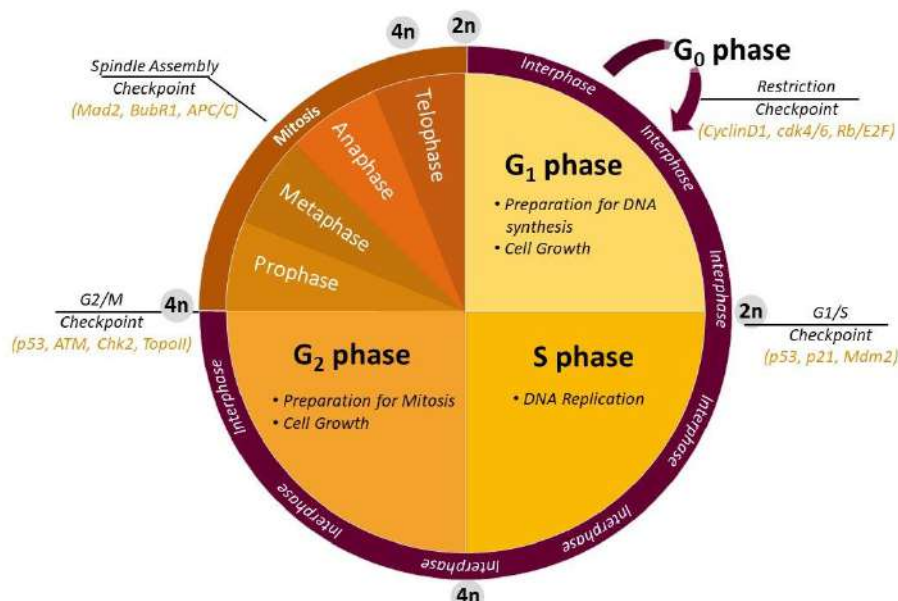 4n
2n
Spindle Assembly
Checkpoint
(Mad2, BubR1, APC/C)
G₀ phase
Restriction
Checkpoint
(CyclinD1, cdk4/6, Rb/E2F)
Interphase
Interphase
Interphase
Mitosis
Telophase
Anaphase
Metaphase
Prophase
G₁ phase
• Preparation for DNA
synthesis
• Cell Growth
G2/M
4n
Checkpoint
(p53, ATM, Chk2, TopoII)
2n
G1/S
Checkpoint
(p53, p21, Mdm2)
G₂ phase
• Preparation for Mitosis
• Cell Growth
S phase
• DNA Replication
Interphase
Interphase
Interphase
Interphase
Interphase
4n